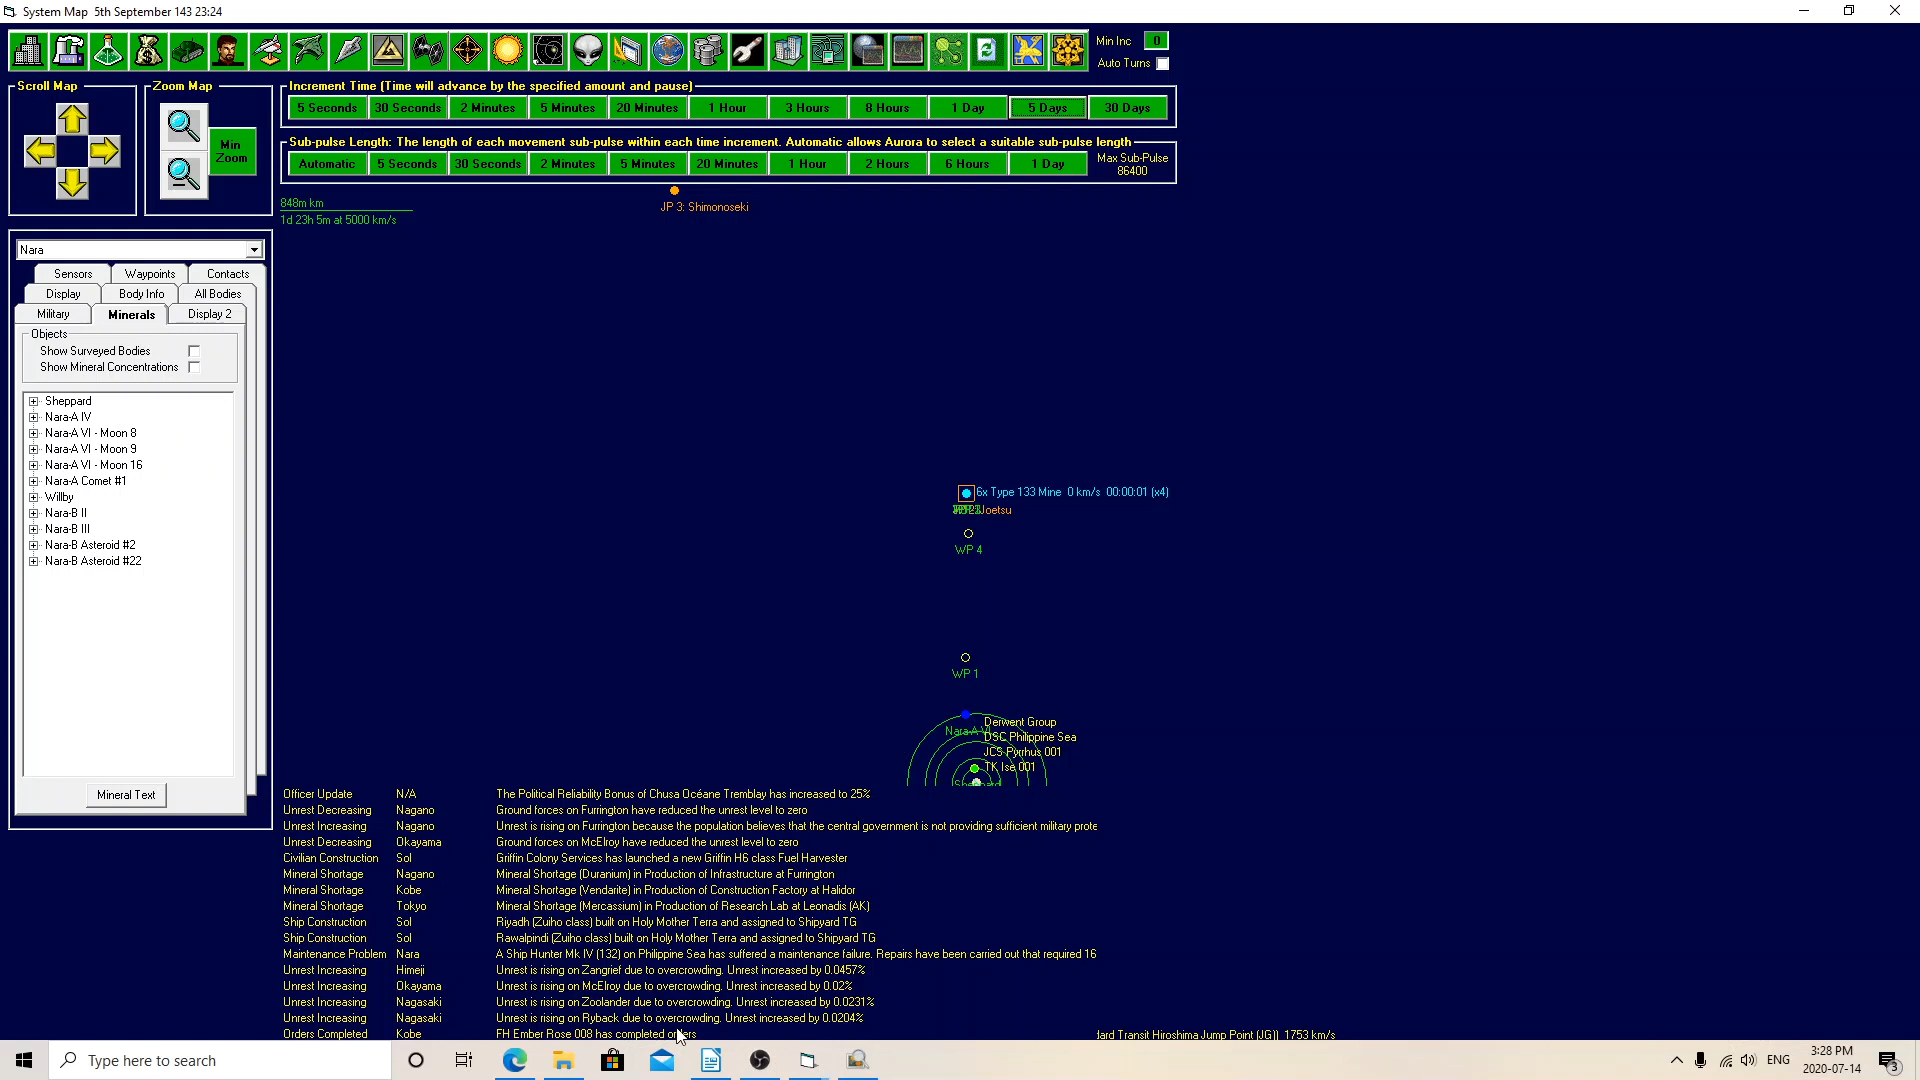 System Map   5th September 143 23:24
Min Inc 0
Auto Turns
Scroll Map
Zoom Map
Min Zoom
Increment Time (Time will advance by the specified amount and pause)
5 Seconds 30 Seconds 2 Minutes 5 Minutes 20 Minutes 1 Hour 3 Hours 8 Hours 1 Day 5 Days 30 Days
Sub-pulse Length: The length of each movement sub-pulse within each time increment. Automatic allows Aurora to select a suitable sub-pulse length
Automatic 5 Seconds 30 Seconds 2 Minutes 5 Minutes 20 Minutes 1 Hour 2 Hours 6 Hours 1 Day
Max Sub-Pulse
86400
848m km
1d 23h 5m at 5000 km/s
JP 3: Shimonoseki
Nara
Sensors Waypoints Contacts
Display Body Info All Bodies
Military Minerals Display 2
Objects
Show Surveyed Bodies
Show Mineral Concentrations
Sheppard
Nara-A IV
Nara-A VI - Moon 8
Nara-A VI - Moon 9
Nara-A VI - Moon 16
Nara-A Comet #1
Willby
Nara-B II
Nara-B III
Nara-B Asteroid #2
Nara-B Asteroid #22
Mineral Text
6x Type 133 Mine  0 km/s  00:00:01 (x4)
Joetsu
WP 4
WP 1
Nara-A VI
Derwent Group
DSC Philippine Sea
JCS Pyrrhus 001
TK Ise 001
Sheppard
Officer Update N/A The Political Reliability Bonus of Chusa Océane Tremblay has increased to 25%
Unrest Decreasing Nagano Ground forces on Furrington have reduced the unrest level to zero
Unrest Increasing Nagano Unrest is rising on Furrington because the population believes that the central government is not providing sufficient military prote
Unrest Decreasing Okayama Ground forces on McElroy have reduced the unrest level to zero
Civilian Construction Sol Griffin Colony Services has launched a new Griffin H6 class Fuel Harvester
Mineral Shortage Nagano Mineral Shortage (Duranium) in Production of Infrastructure at Furrington
Mineral Shortage Kobe Mineral Shortage (Vendarite) in Production of Construction Factory at Halidor
Mineral Shortage Tokyo Mineral Shortage (Mercassium) in Production of Research Lab at Leonadis (AK)
Ship Construction Sol Riyadh (Zuiho class) built on Holy Mother Terra and assigned to Shipyard TG
Ship Construction Sol Rawalpindi (Zuiho class) built on Holy Mother Terra and assigned to Shipyard TG
Maintenance Problem Nara A Ship Hunter Mk IV (132) on Philippine Sea has suffered a maintenance failure. Repairs have been carried out that required 16
Unrest Increasing Himeji Unrest is rising on Zangrief due to overcrowding. Unrest increased by 0.0457%
Unrest Increasing Okayama Unrest is rising on McElroy due to overcrowding. Unrest increased by 0.02%
Unrest Increasing Nagasaki Unrest is rising on Zoolander due to overcrowding. Unrest increased by 0.0231%
Unrest Increasing Nagasaki Unrest is rising on Ryback due to overcrowding. Unrest increased by 0.0204%
Orders Completed Kobe FH Ember Rose 008 has completed orders
dard Transit Hiroshima Jump Point (JG))  1753 km/s
Type here to search
ENG
3:28 PM
2020-07-14
3